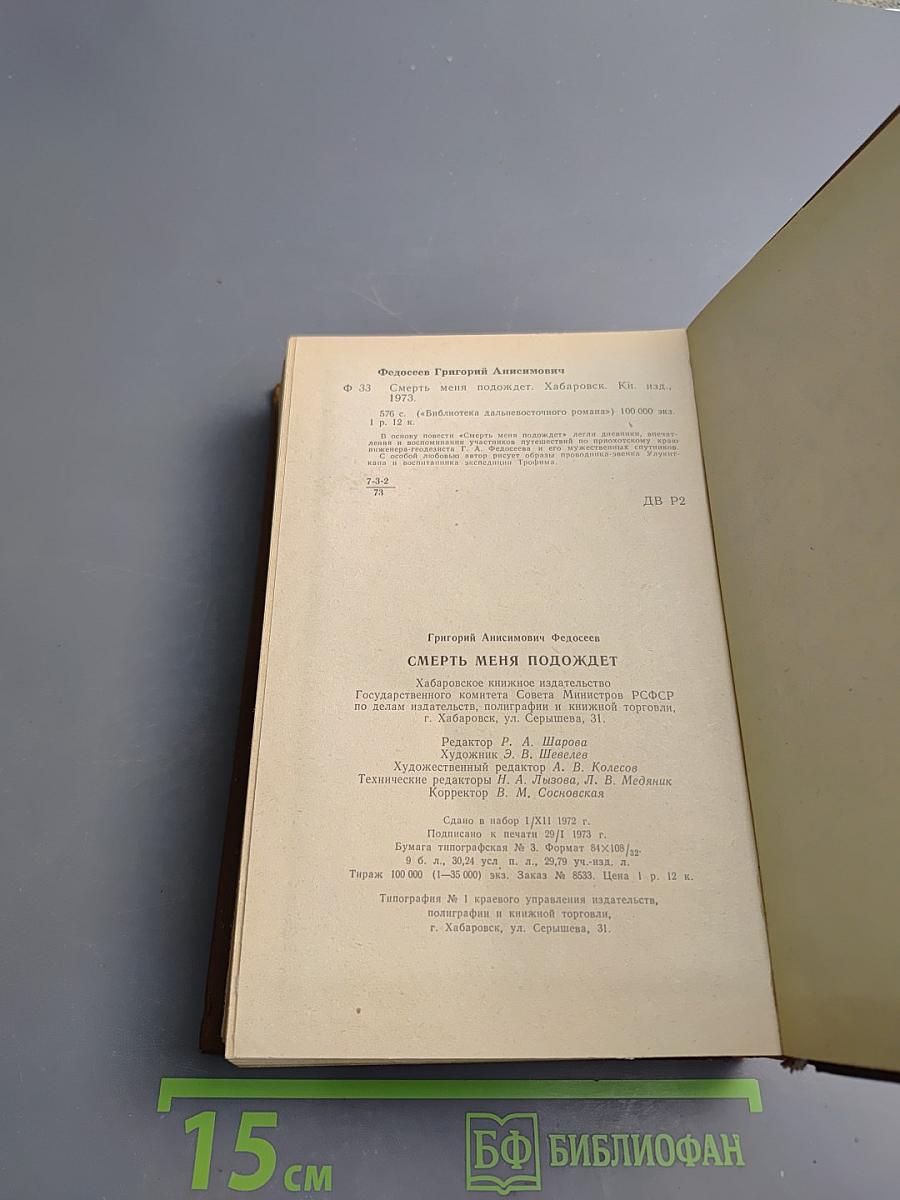 Федосеев Григорий Анисимович
Ф 33 Смерть меня подождет. Хабаровск. Кн. изд.,
1973.
576 с. («Библиотека дальневосточного романа») 100 000 экз.
1 р. 12 к.
В основу повести «Смерть меня подождет» легли дневники, впечат-
ления и воспоминания участников путешествий по приохотскому краю
инженера-геодезиста Г. А. Федосеева и его мужественных спутников.
С особой любовью автор рисует образы проводника-эвенка Улукит-
кана и воспитанника экспедиции Трофима.
7-3-2
73
ДВ Р2
Григорий Анисимович Федосеев
СМЕРТЬ МЕНЯ ПОДОЖДЕТ
Хабаровское книжное издательство
Государственного комитета Совета Министров РСФСР
по делам издательств, полиграфии и книжной торговли,
г. Хабаровск, ул. Серышева, 31.
Редактор Р. А. Шарова
Художник Э. В. Шевелев
Художественный редактор А. В. Колесов
Технические редакторы Н. А. Лызова, Л. В. Медяник
Корректор В. М. Сосновская
Сдано в набор 1/XII 1972 г.
Подписано к печати 29/I 1973 г.
Бумага типографская № 3. Формат 84×108/32.
9 б. л., 30,24 усл п. л., 29,79 уч.-изд. л.
Тираж 100 000 (1—35 000) экз. Заказ № 8533. Цена 1 р. 12 к.
Типография № 1 краевого управления издательств,
полиграфии и книжной торговли,
г. Хабаровск, ул. Серышева, 31.
15 см БФ БИБЛИОФАН